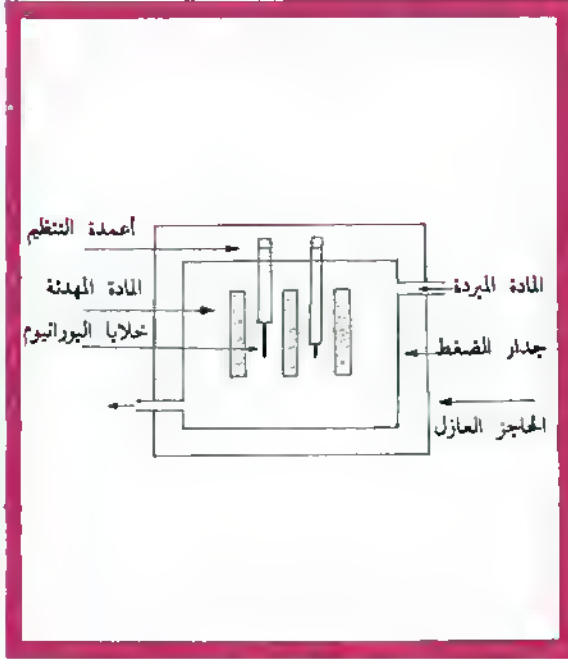 أعمدة التنظيم
المادة المهدئة
خلايا اليورانيوم
المادة المبردة
جدار الضغط
الحاجز العازل